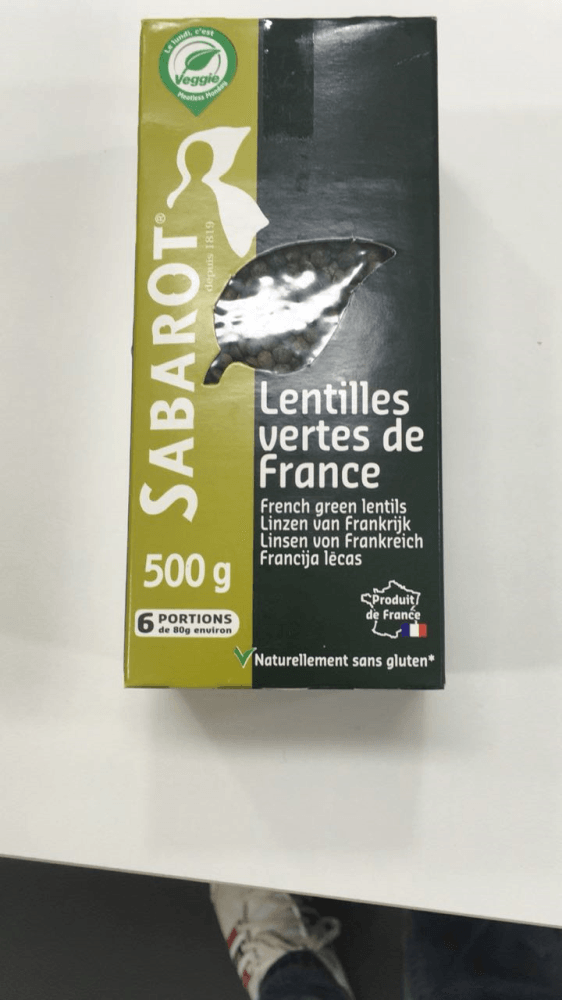 Le lundi, c'est
Veggie
Meatless Monday
SABAROT®
depuis 1819
Lentilles
vertes de
France
French green lentils
Linzen van Frankrijk
Linsen von Frankreich
Francija lēcas
500 g
6 PORTIONS
de 80g environ
Produit
de France
Naturellement sans gluten*